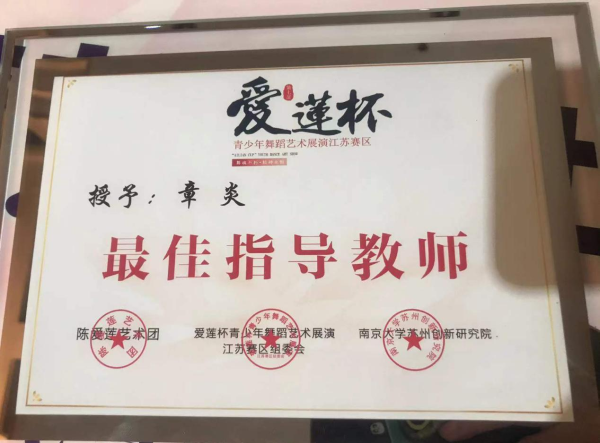 爱莲杯
青少年舞蹈艺术展演江苏赛区
授予：章炎
最佳指导教师
陈爱莲艺术团
爱莲杯青少年舞蹈艺术展演
江苏赛区组委会
南京大学苏州创新研究院